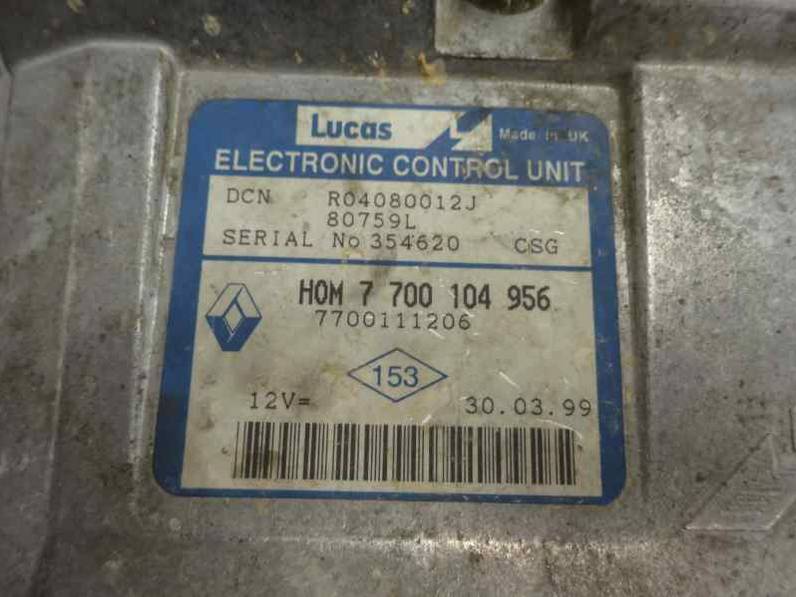 Lucas Made in UK
ELECTRONIC CONTROL UNIT
DCN R04080012J
80759L
SERIAL No 354620 CSG
HOM 7 700 104 956
7700111206
153
12V= 30.03.99